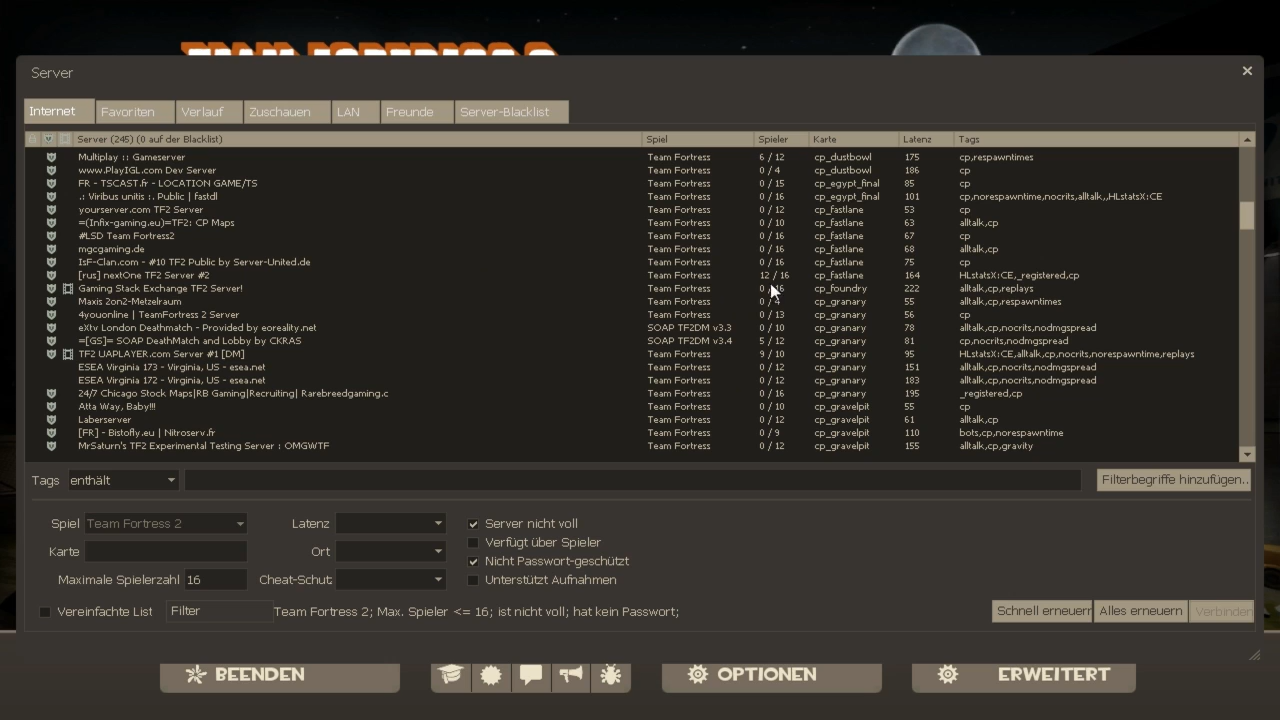 TEAM FORTRESS 2
Server
Internet Favoriten Verlauf Zuschauen LAN Freunde Server-Blacklist
Server (245) (0 auf der Blacklist) Spiel Spieler Karte Latenz Tags
Multiplay :: Gameserver Team Fortress 6 / 12 cp_dustbowl 175 cp,respawntimes
www.PlayIGL.com Dev Server Team Fortress 0 / 4 cp_dustbowl 186 cp
FR - TSCAST.fr - LOCATION GAME/TS Team Fortress 0 / 15 cp_egypt_final 85 cp
.: Viribus unitis :. Public | fastdl Team Fortress 0 / 16 cp_egypt_final 101 cp,norespawntime,nocrits,alltalk,,HLstatsX:CE
yourserver.com TF2 Server Team Fortress 0 / 12 cp_fastlane 53 cp
=(Infix-gaming.eu)=TF2: CP Maps Team Fortress 0 / 10 cp_fastlane 63 alltalk,cp
#LSD Team Fortress2 Team Fortress 0 / 16 cp_fastlane 67 cp
mgcgaming.de Team Fortress 0 / 16 cp_fastlane 68 alltalk,cp
IsF-Clan.com - #10 TF2 Public by Server-United.de Team Fortress 0 / 16 cp_fastlane 75 cp
[rus] nextOne TF2 Server #2 Team Fortress 12 / 16 cp_fastlane 164 HLstatsX:CE,_registered,cp
Gaming Stack Exchange TF2 Server! Team Fortress 0 / 16 cp_foundry 222 alltalk,cp,replays
Maxis 2on2-Metzelraum Team Fortress 0 / 4 cp_granary 55 alltalk,cp,respawntimes
4youonline | TeamFortress 2 Server Team Fortress 0 / 13 cp_granary 56 cp
eXtv London Deathmatch - Provided by eoreality.net SOAP TF2DM v3.3 0 / 10 cp_granary 78 alltalk,cp,nocrits,nodmgspread
=[GS]= SOAP DeathMatch and Lobby by CKRAS SOAP TF2DM v3.4 5 / 12 cp_granary 81 cp,nocrits,nodmgspread
TF2 UAPLAYER.com Server #1 [DM] Team Fortress 9 / 10 cp_granary 95 HLstatsX:CE,alltalk,cp,nocrits,norespawntime,replays
ESEA Virginia 173 - Virginia, US - esea.net Team Fortress 0 / 12 cp_granary 151 alltalk,cp,nocrits,nodmgspread
ESEA Virginia 172 - Virginia, US - esea.net Team Fortress 0 / 12 cp_granary 183 alltalk,cp,nocrits,nodmgspread
24/7 Chicago Stock Maps|RB Gaming|Recruiting| Rarebreedgaming.c Team Fortress 0 / 16 cp_granary 195 _registered,cp
Atta Way, Baby!!! Team Fortress 0 / 10 cp_gravelpit 55 cp
Laberserver Team Fortress 0 / 12 cp_gravelpit 61 alltalk,cp
[FR] - Bistofly.eu | Nitroserv.fr Team Fortress 0 / 9 cp_gravelpit 110 bots,cp,norespawntime
MrSaturn's TF2 Experimental Testing Server : OMGWTF Team Fortress 0 / 12 cp_gravelpit 155 alltalk,cp,gravity
Tags enthält Filterbegriffe hinzufügen..
Spiel Team Fortress 2 Latenz Server nicht voll
Verfügt über Spieler
Karte Ort Nicht Passwort-geschützt
Maximale Spielerzahl 16 Cheat-Schutz Unterstützt Aufnahmen
Vereinfachte List Filter Team Fortress 2; Max. Spieler <= 16; ist nicht voll; hat kein Passwort; Schnell erneuern Alles erneuern Verbinden
BEENDEN OPTIONEN ERWEITERT